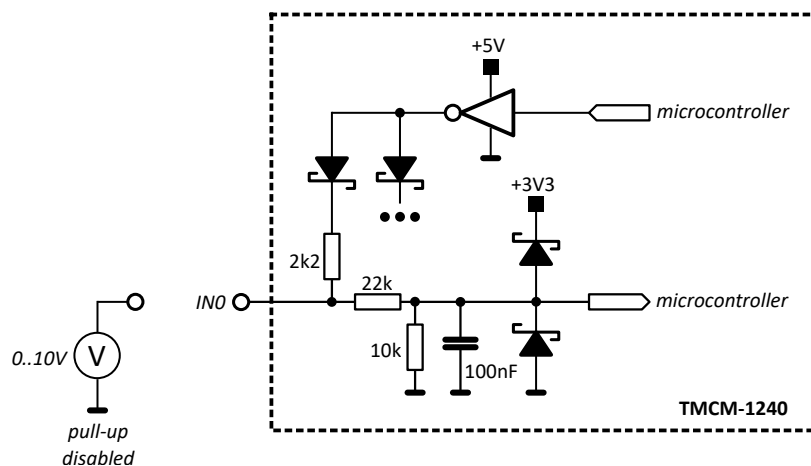 +5V
microcontroller
+3V3
2k2
22k
IN0
microcontroller
0..10V
V
10k
100nF
pull-up
disabled
TMCM-1240